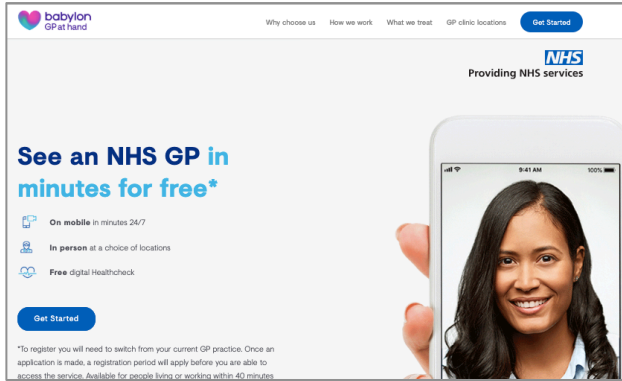 babylon
GP at hand
Why choose us How we work What we treat GP clinic locations Get Started
NHS
Providing NHS services
See an NHS GP in
minutes for free*
9:41 AM 100%
On mobile in minutes 24/7
In person at a choice of locations
Free digital Healthcheck
Get Started
*To register you will need to switch from your current GP practice. Once an
application is made, a registration period will apply before you are able to
access the service. Available for people living or working within 40 minutes